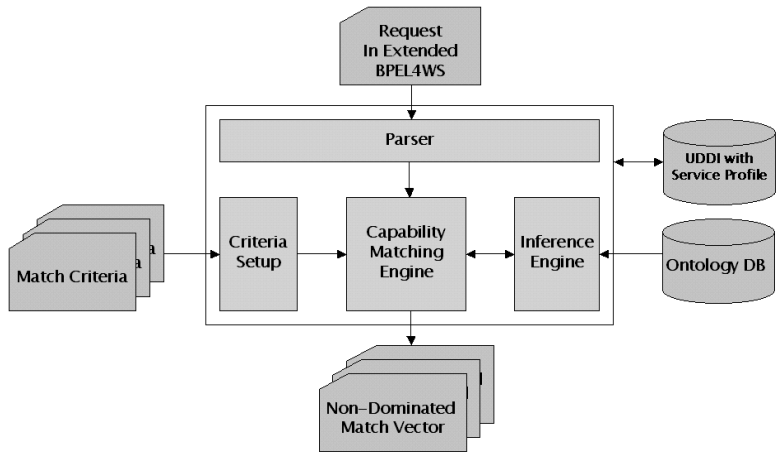 Request
In Extended
BPEL4WS
Parser
UDDI with
Service Profile
Criteria
Setup
Capability
Matching
Engine
Inference
Engine
Ontology DB
Match Criteria
Non-Dominated
Match Vector